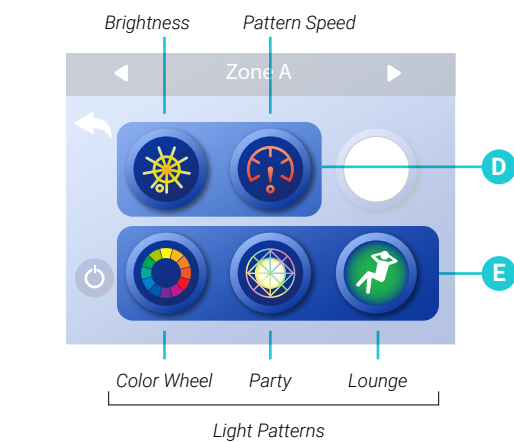 Brightness Pattern Speed
Zone A
D
E
Color Wheel Party Lounge
Light Patterns